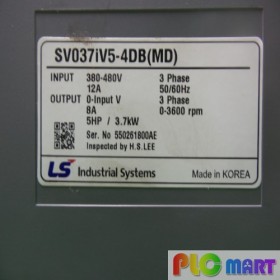 SV037iV5-4DB(MD)
INPUT 380-480V 3 Phase
12A 50/60Hz
OUTPUT 0-Input V 3 Phase
8A 0-3600 rpm
5HP / 3.7kW
Ser. No 550261800AE
Inspected by H.S. LEE
LS Industrial Systems Made in KOREA
PLC MART